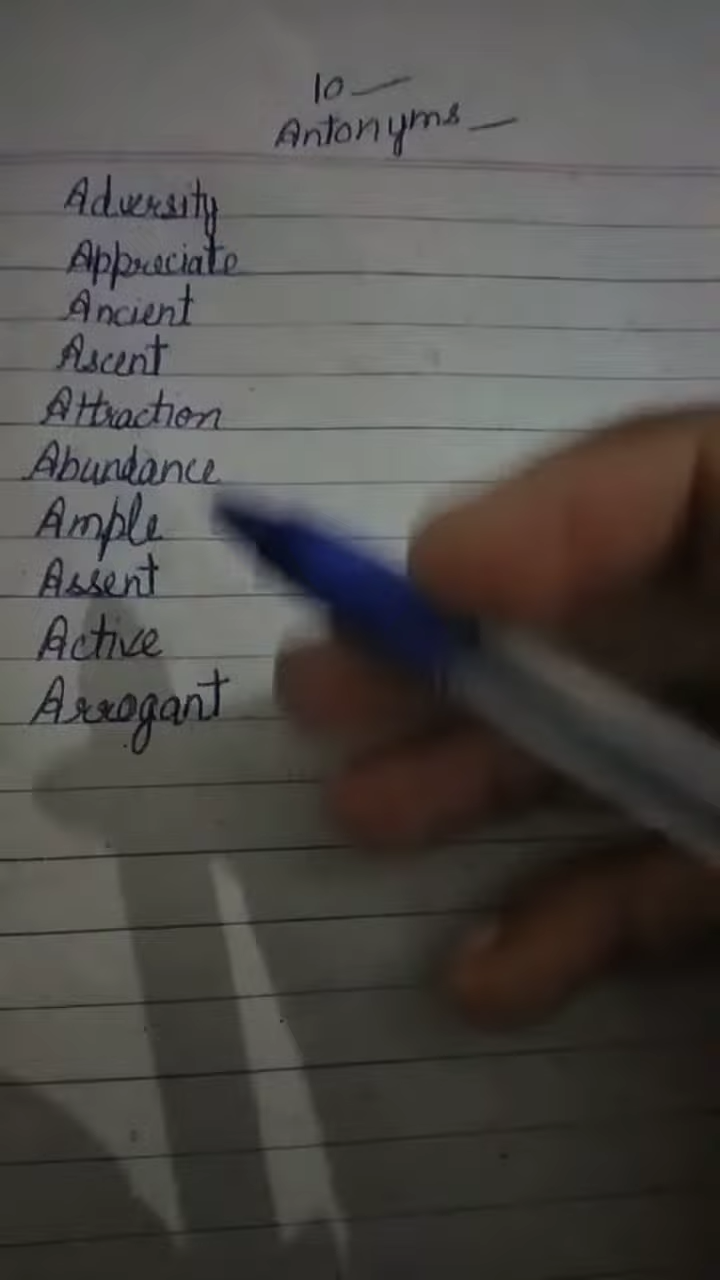 10 —
Antonyms —
Adversity
Appreciate
Ancient
Ascent
Attraction
Abundance
Ample
Assent
Active
Arrogant